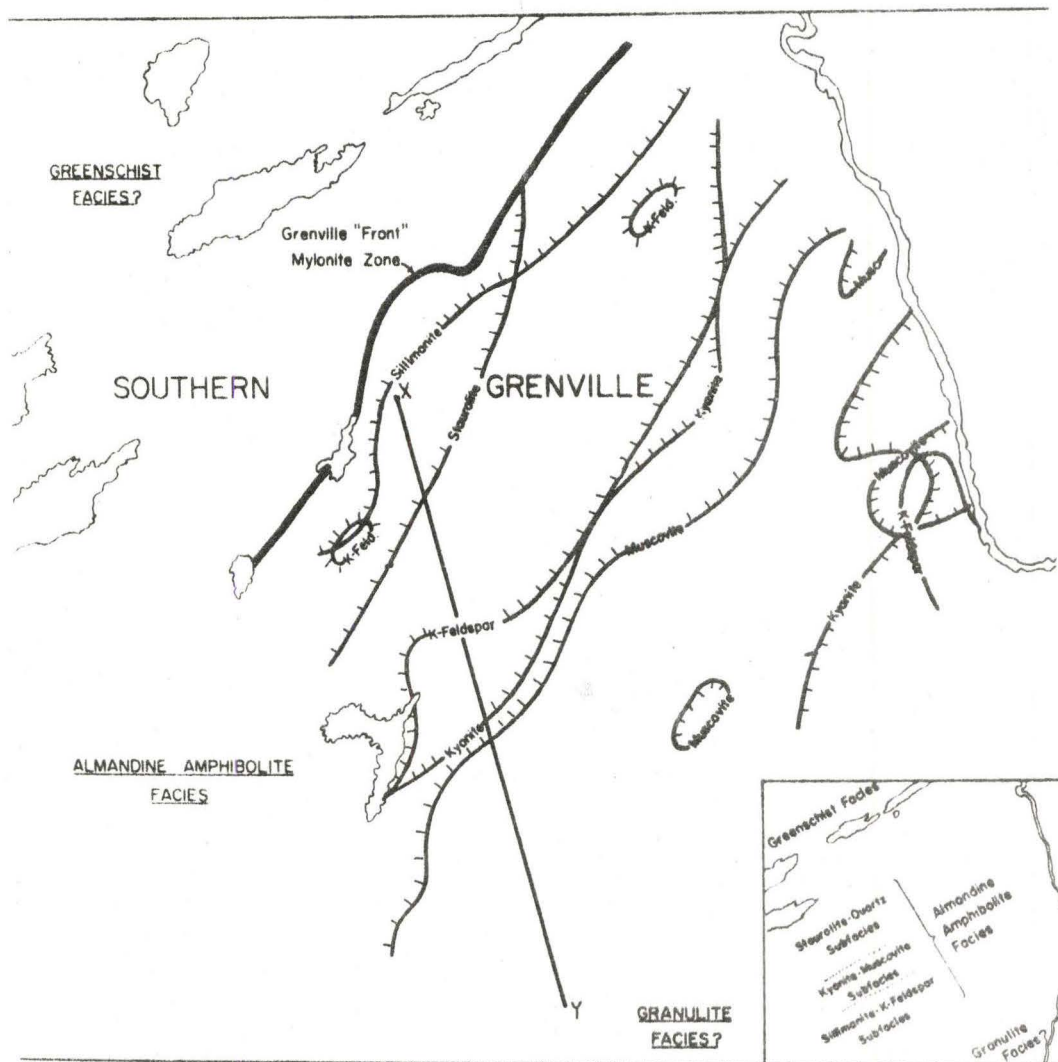 GREENSCHIST
FACIES?
Grenville "Front"
Mylonite Zone
K-Feld.
Musc
Sillimanite
X
SOUTHERN
GRENVILLE
Staurolite
Kyanite
Muscovite
K-Feld.
Muscovite
K-Feldspar
K-Feldspar
Kyanite
Kyanite
Muscovite
ALMANDINE AMPHIBOLITE
FACIES
Y
GRANULITE
FACIES?
Greenschist Facies
Staurolite-Quartz
Subfacies
Kyanite-Muscovite
Subfacies
Sillimanite-K-Feldspar
Subfacies
Almandine
Amphibolite
Facies
Granulite
Facies?